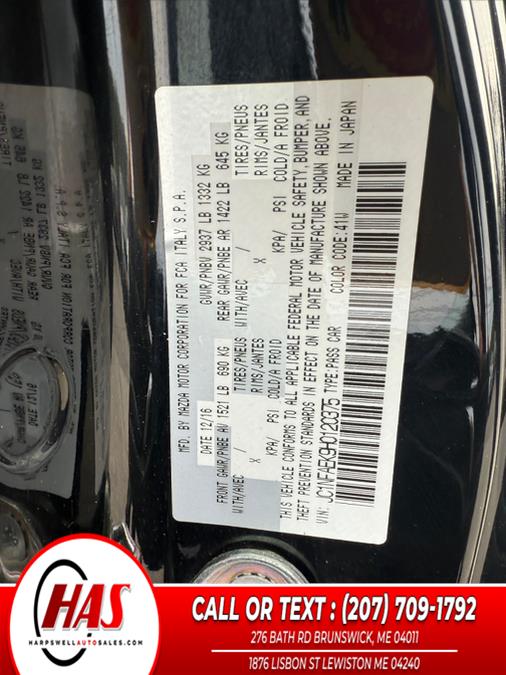 MFD. BY MAZDA MOTOR CORPORATION FOR FCA ITALY S.P.A.
DATE 12/16 GVWR/PNBV 2937 LB 1332 KG
FRONT GAWR/PNBE AV 1521 LB 690 KG REAR GAWR/PNBE AR 1422 LB 645 KG
WITH/AVEC / TIRES/PNEUS WITH/AVEC / TIRES/PNEUS
X RIMS/JANTES X RIMS/JANTES
KPA/ PSI COLD/A FROID KPA/ PSI COLD/A FROID
THIS VEHICLE CONFORMS TO ALL APPLICABLE FEDERAL MOTOR VEHICLE SAFETY, BUMPER, AND
THEFT PREVENTION STANDARDS IN EFFECT ON THE DATE OF MANUFACTURE SHOWN ABOVE.
VIN: JC1NFAEK9H0120375 TYPE:PASS CAR COLOR CODE:41W MADE IN JAPAN
HAS
HARPSWELLAUTOSALES.COM
CALL OR TEXT : (207) 709-1792
276 BATH RD BRUNSWICK, ME 04011
1876 LISBON ST LEWISTON ME 04240